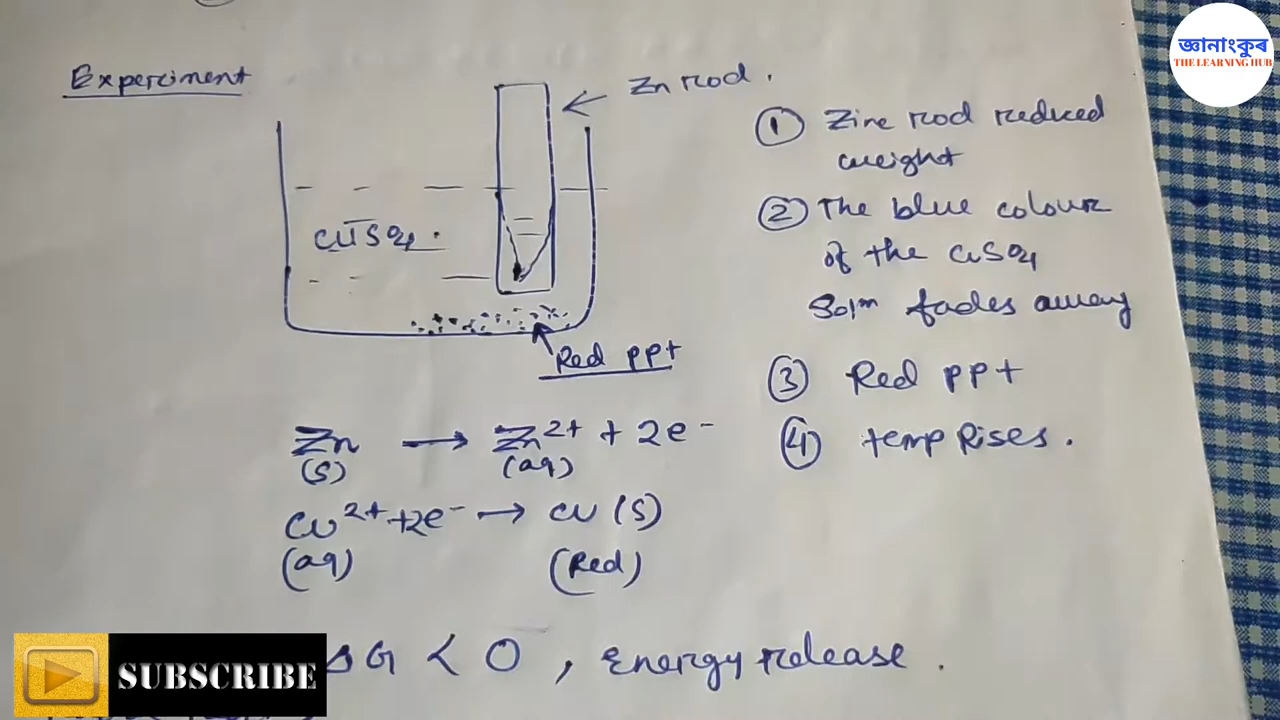 জ্ঞানাংকুৰ
THE LEARNING HUB
Experiment
Zn rod.
CuSO4.
Red ppt
Zn → Zn²⁺ + 2e⁻
(s) (aq)
Cu²⁺ + 2e⁻ → Cu (s)
(aq) (Red)
① Zinc rod reduced
weight
② The blue colour
of the CuSO4
Solⁿ fades away
③ Red ppt
④ temp rises.
ΔG < 0, Energy release.
SUBSCRIBE